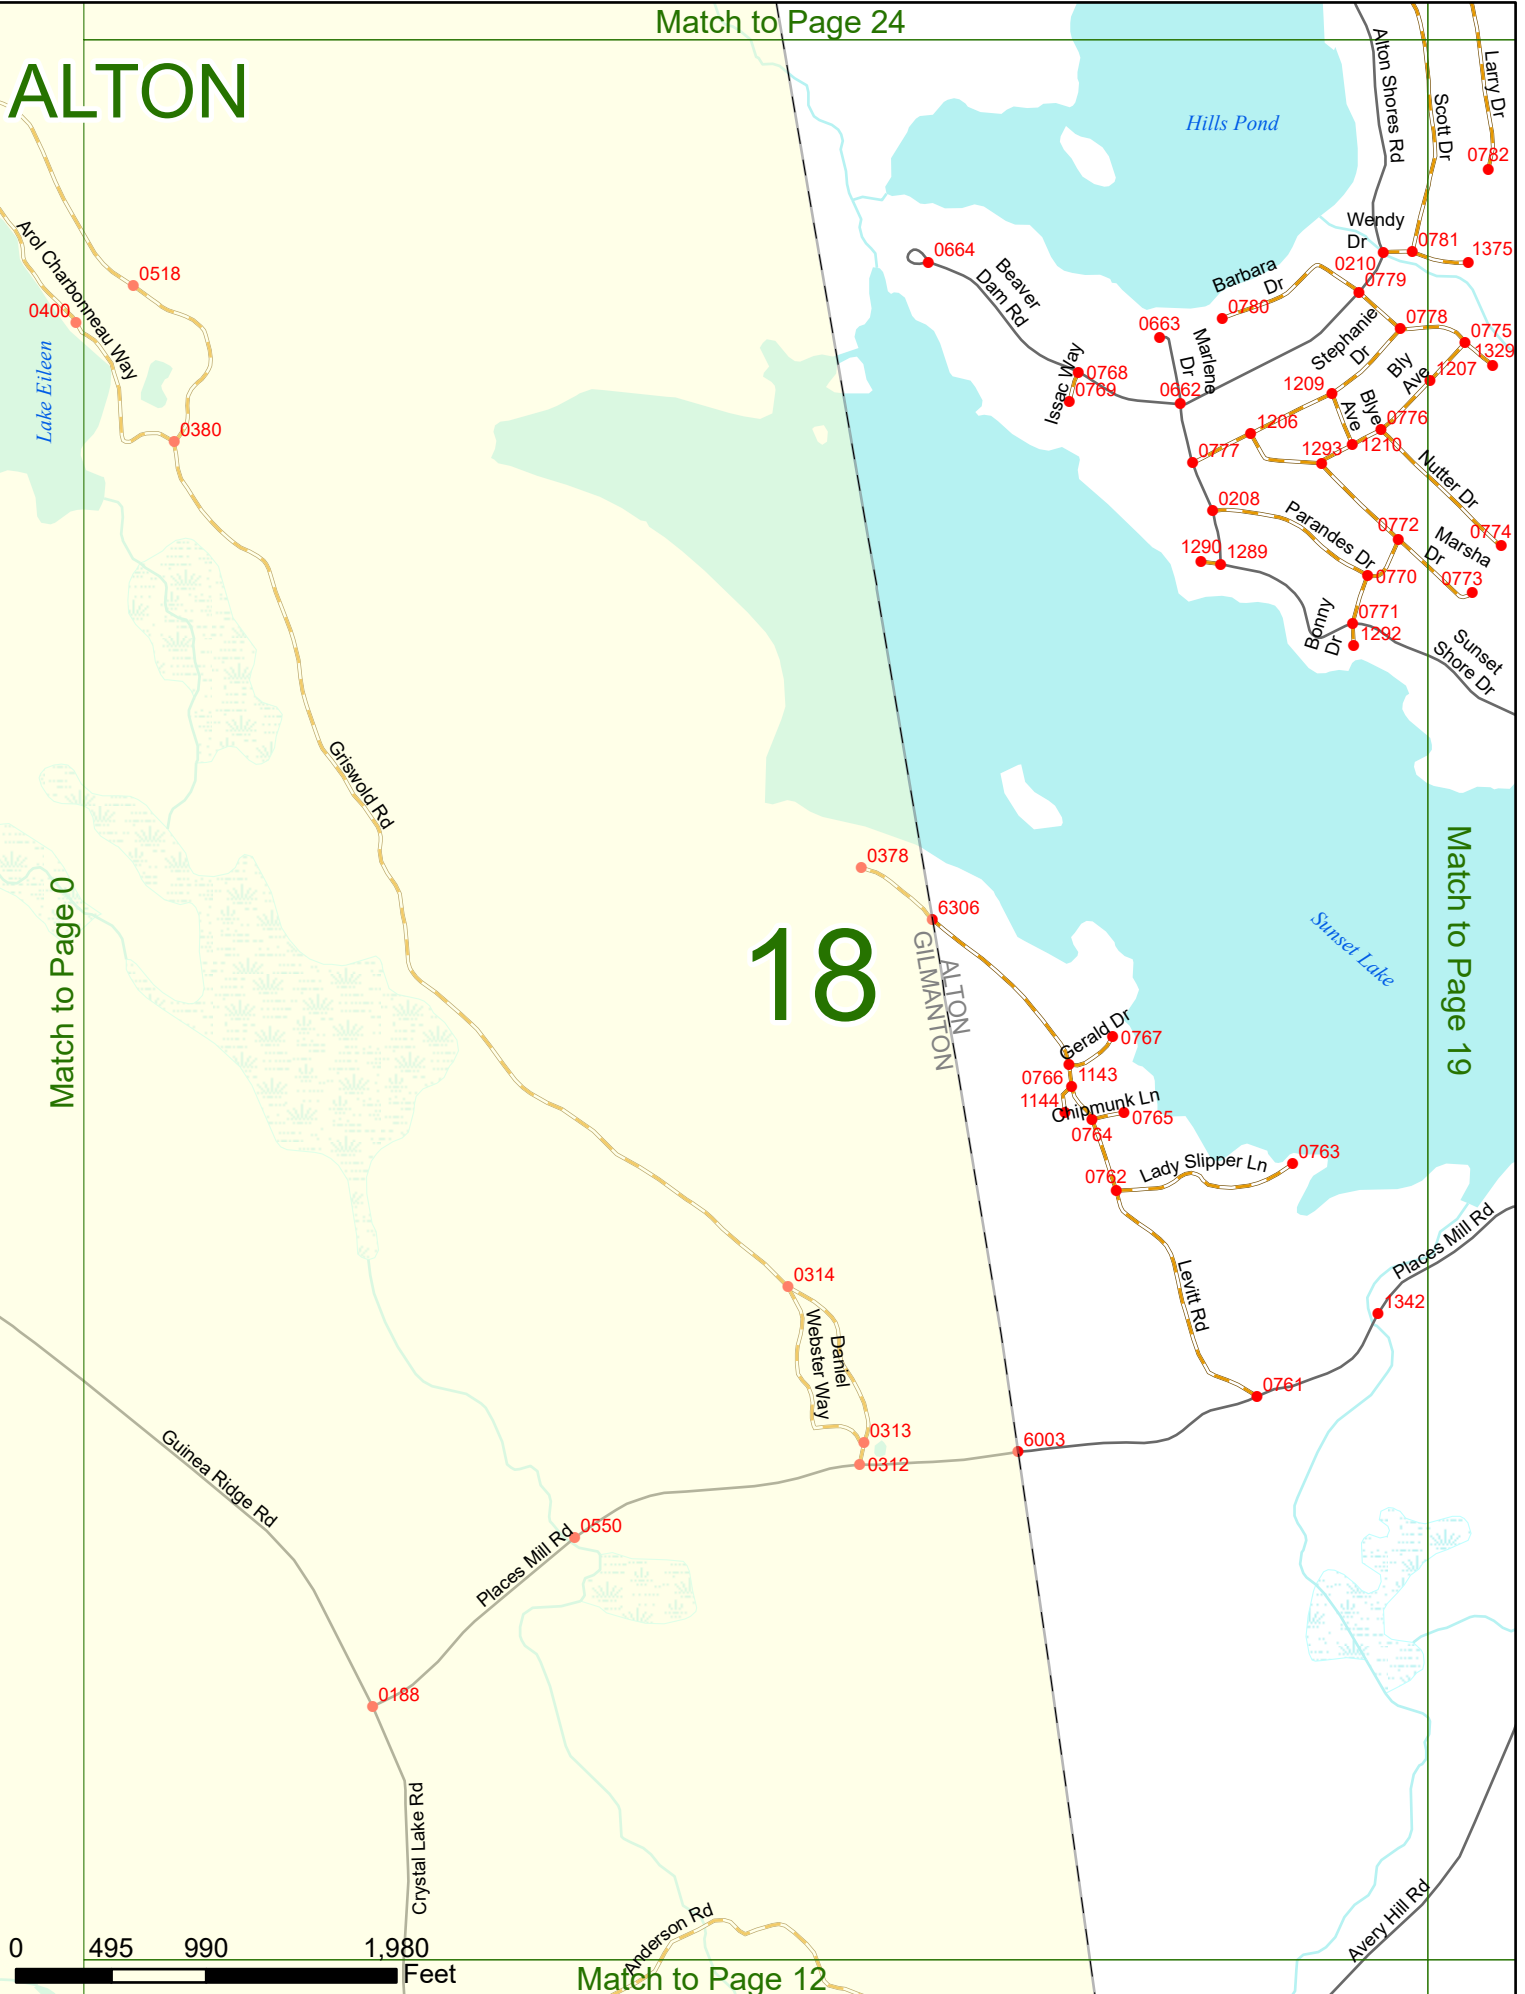 Match to Page 24
ALTON
Hills Pond
Alton Shores Rd
Scott Dr
Larry Dr
0782
Wendy
Dr
0781
1375
0210
0779
Barbara
Dr
0780
0664
Beaver
Dam Rd
0663
Marlene
Dr
Stephanie
Dr
0778
0775
1329
Bly
Ave
1207
Arol Charbonneau Way
0518
0400
Lake Eileen
0380
Issac Way
0768
0769
0662
1209
Blye
Ave
0776
1206
1210
0777
1293
Nutter Dr
0208
Parandes Dr
0772
Marsha
Dr
0774
1290
1289
0770
0773
Bonny
Dr
0771
1292
Sunset
Shore Dr
Griswold Rd
0378
6306
18
ALTON
GILMANTON
Sunset Lake
Match to Page 0
Match to Page 19
Gerald Dr
0767
0766
1143
1144
Chipmunk Ln
0765
0764
0762
Lady Slipper Ln
0763
Levitt Rd
Places Mill Rd
1342
0314
Daniel
Webster Way
0761
0313
6003
0312
Guinea Ridge Rd
0550
Places Mill Rd
0188
Crystal Lake Rd
Anderson Rd
Avery Hill Rd
0 495 990 1,980
Feet
Match to Page 12